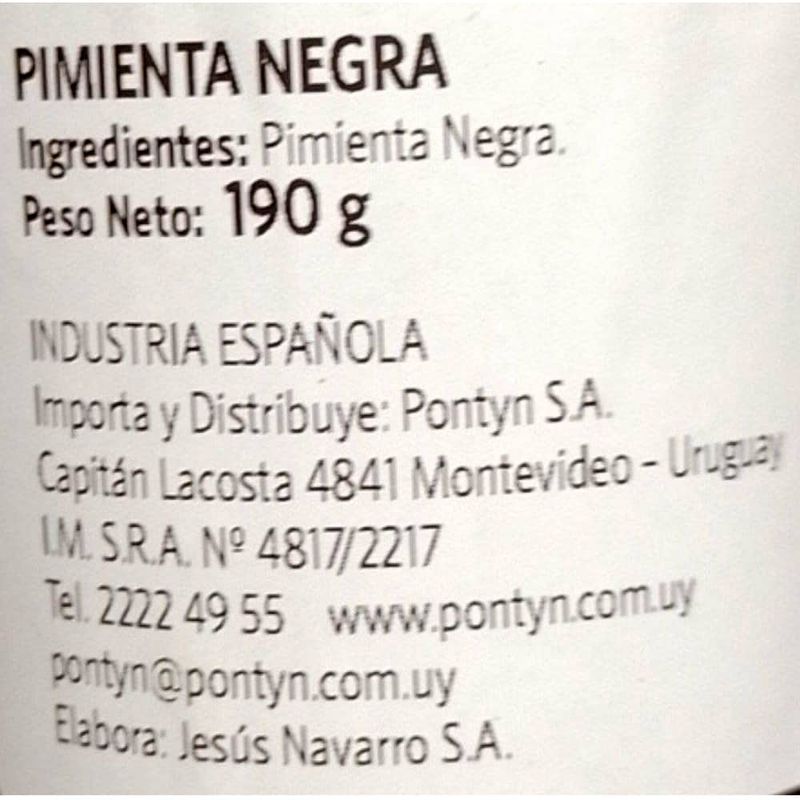 PIMIENTA NEGRA
Ingredientes: Pimienta Negra.
Peso Neto: 190 g
INDUSTRIA ESPAÑOLA
Importa y Distribuye: Pontyn S.A.
Capitán Lacosta 4841 Montevideo - Uruguay
I.M. S.R.A. Nº 4817/2217
Tel. 2222 49 55 www.pontyn.com.uy
pontyn@pontyn.com.uy
Elabora: Jesús Navarro S.A.